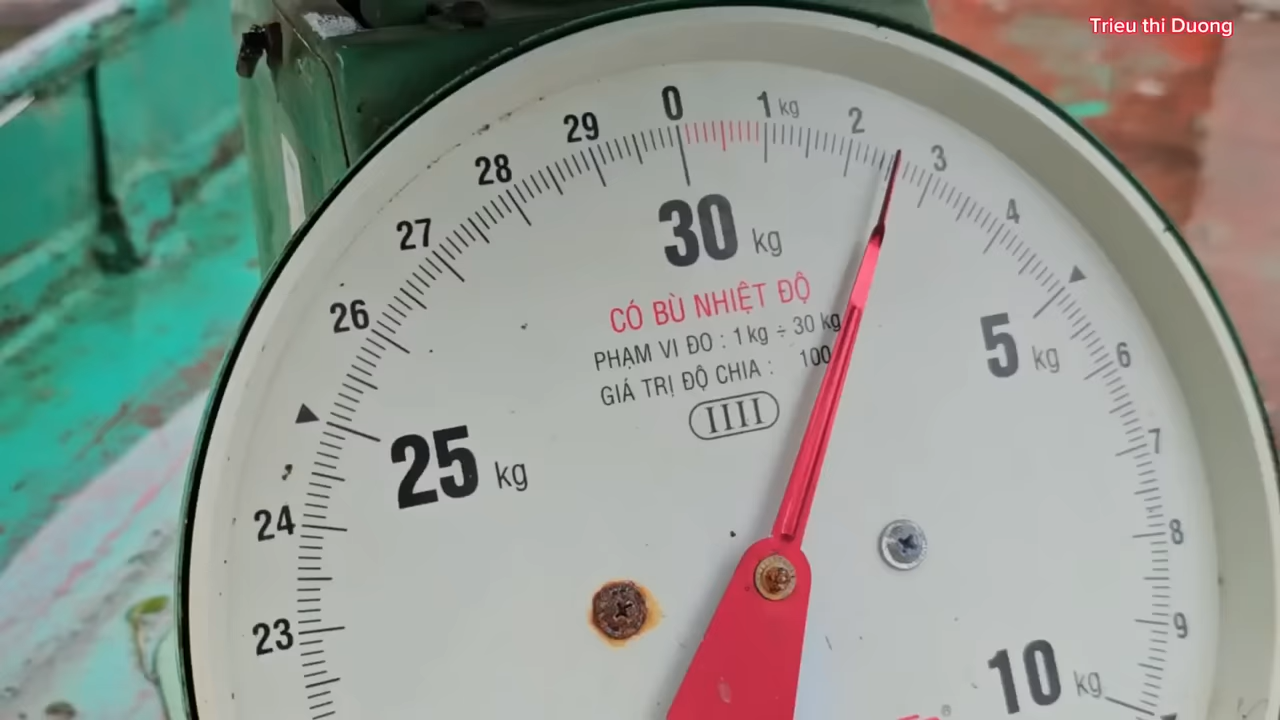 Trieu thi Duong
0
1 kg
2
3
4
5 kg
6
7
8
9
10 kg
23
24
25 kg
26
27
28
29
30 kg
CÓ BÙ NHIỆT ĐỘ
PHẠM VI ĐO : 1 kg ÷ 30 kg
GIÁ TRỊ ĐỘ CHIA : 100